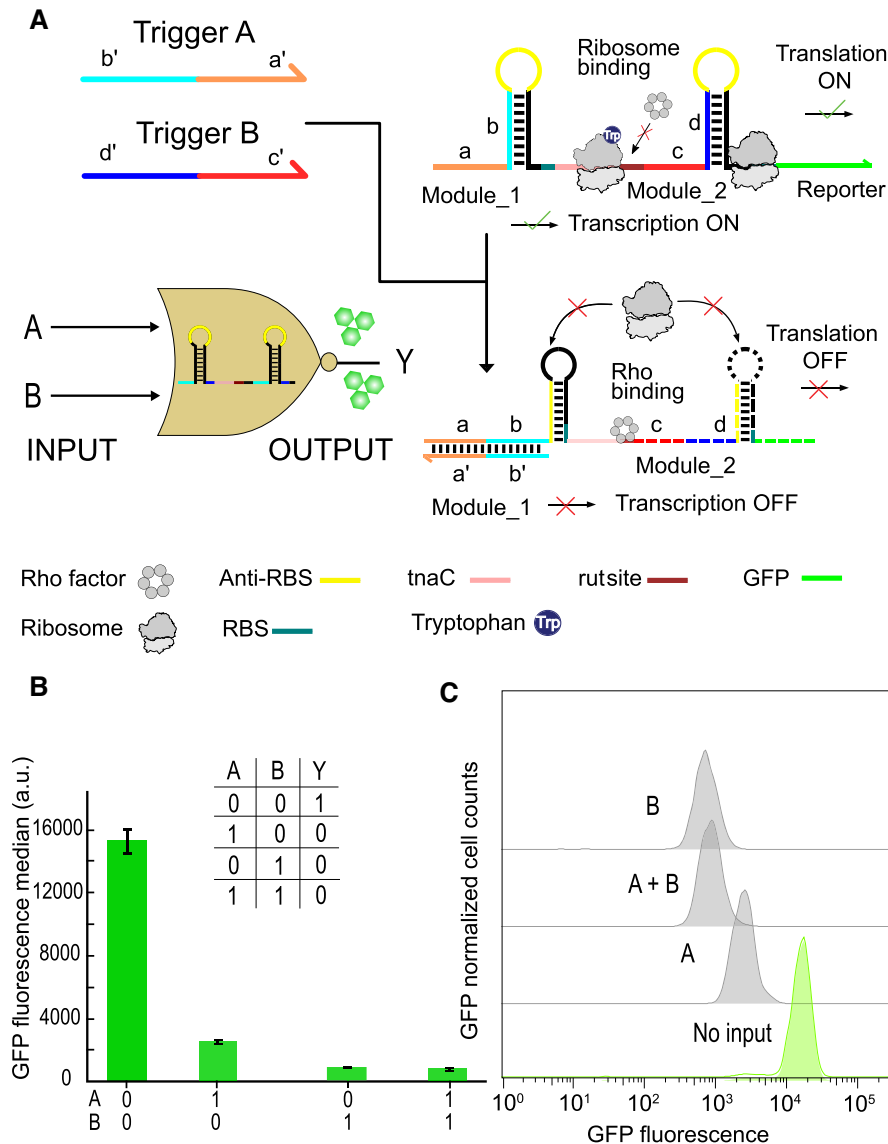 A
Trigger A
b' a'
Trigger B
d' c'
Ribosome
binding
Translation
ON
Trp
b
d
a
c
Module_1
Module_2
Reporter
Transcription ON
A
B
Y
INPUT
OUTPUT
Translation
OFF
Rho
binding
a b c d
a' b'
Module_2
Module_1
Transcription OFF
Rho factor Anti-RBS tnaC rutsite GFP
Ribosome RBS Tryptophan Trp
B
GFP fluorescence median (a.u.)
16000
12000
8000
4000
0
A B Y
0 0 1
1 0 0
0 1 0
1 1 0
A 0 1 0 1
B 0 0 1 1
C
GFP normalized cell counts
B
A + B
A
No input
10⁰ 10¹ 10² 10³ 10⁴ 10⁵
GFP fluorescence